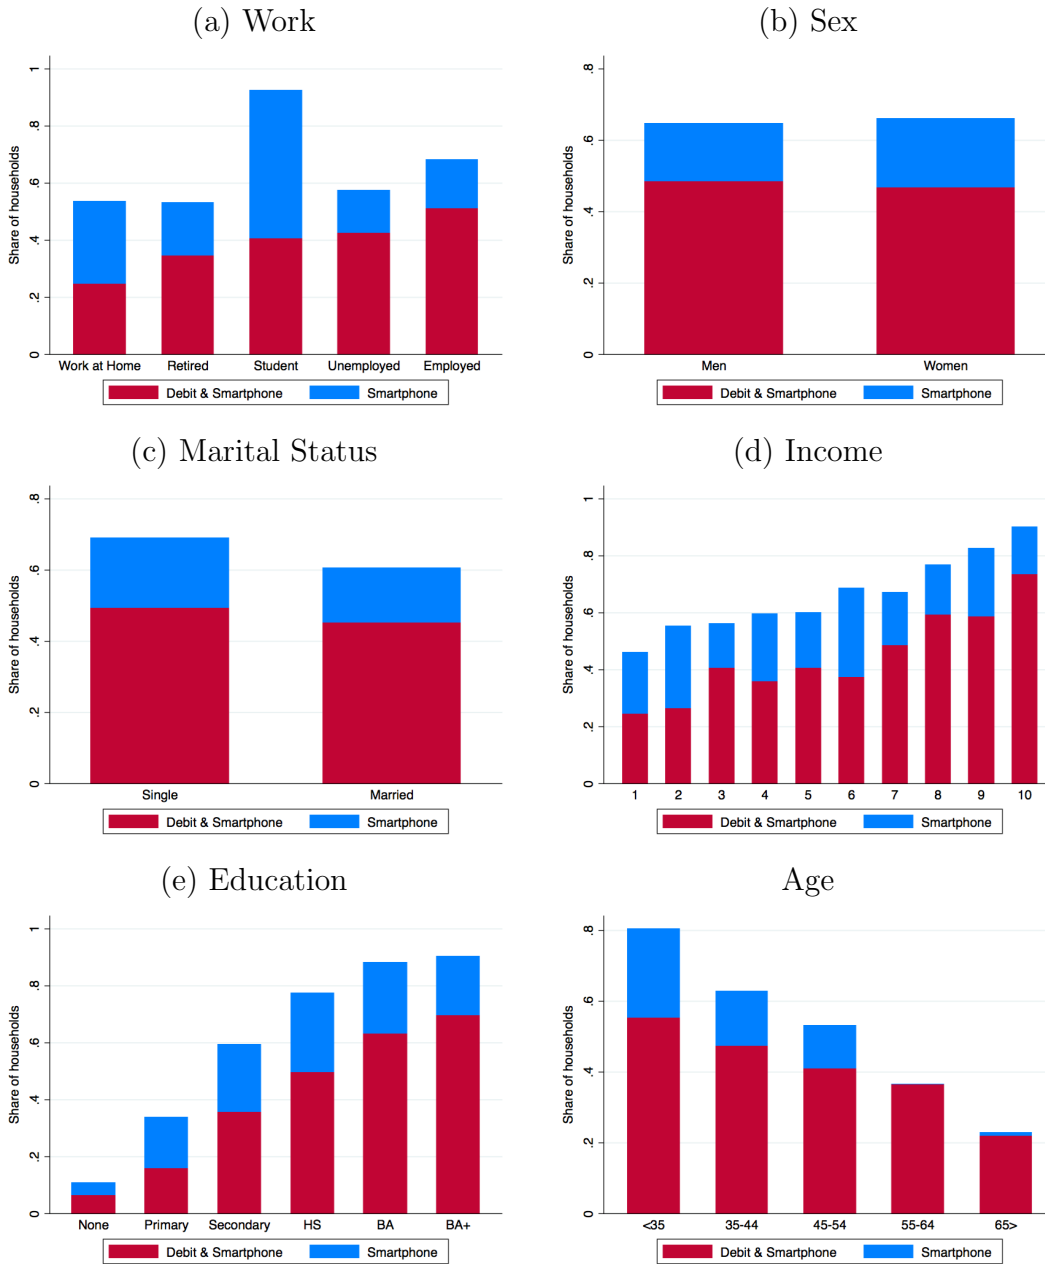 (a) Work
(b) Sex
Share of households
0 .2 .4 .6 .8 1
Work at Home Retired Student Unemployed Employed
Debit & Smartphone Smartphone
Share of households
0 .2 .4 .6 .8
Men Women
Debit & Smartphone Smartphone
(c) Marital Status
(d) Income
Share of households
0 .2 .4 .6 .8
Single Married
Debit & Smartphone Smartphone
Share of households
0 .2 .4 .6 .8 1
1 2 3 4 5 6 7 8 9 10
Debit & Smartphone Smartphone
(e) Education
Age
Share of households
0 .2 .4 .6 .8 1
None Primary Secondary HS BA BA+
Debit & Smartphone Smartphone
Share of households
0 .2 .4 .6 .8
<35 35-44 45-54 55-64 65>
Debit & Smartphone Smartphone